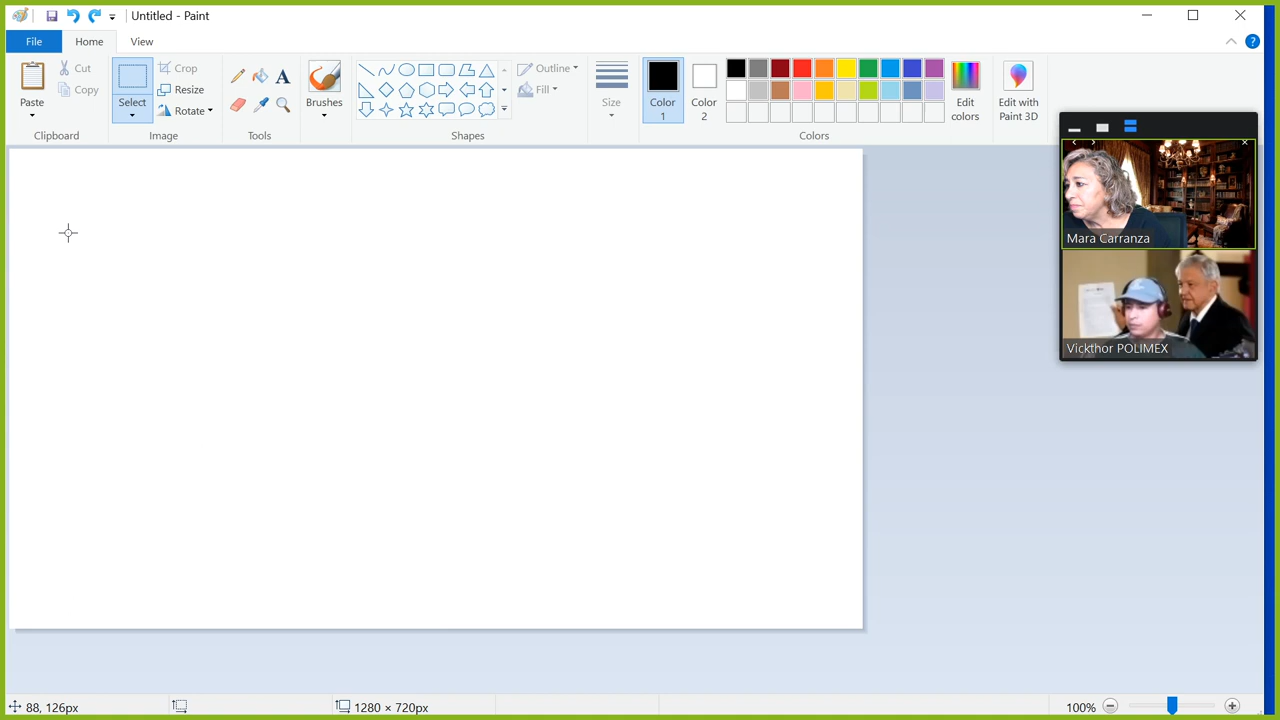 Untitled - Paint
File
Home
View
Paste
Cut
Copy
Clipboard
Select
Crop
Resize
Rotate
Image
A
Tools
Brushes
Outline
Fill
Shapes
Size
Color
1
Color
2
Edit
colors
Colors
Edit with
Paint 3D
?
Mara Carranza
Vickthor POLIMEX
88, 126px
1280 × 720px
100%